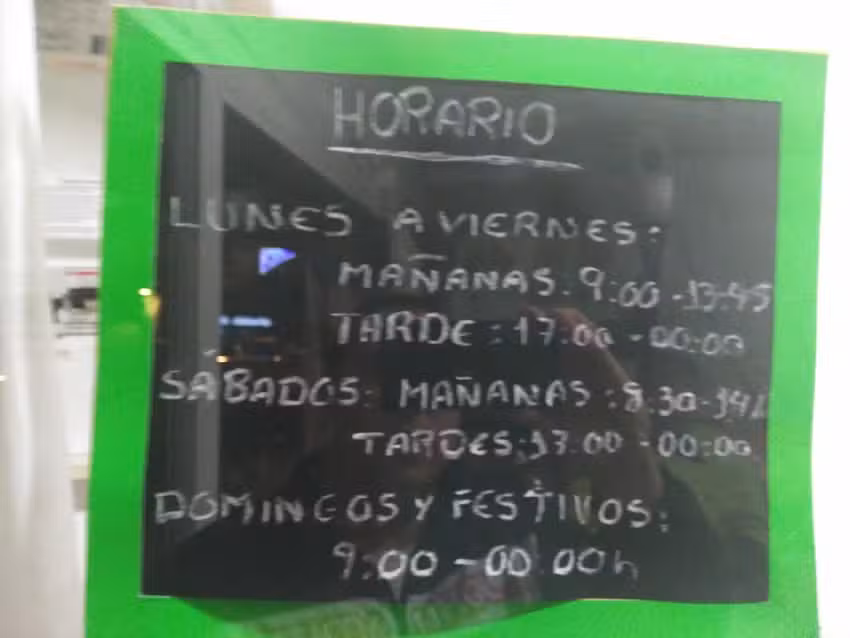 HORARIO
LUNES A VIERNES:
MAÑANAS: 9:00 - 13:45
TARDE: 17:00 - 00:00
SÁBADOS: MAÑANAS: 8:30 - 14h
TARDES: 17:00 - 00:00
DOMINGOS Y FESTIVOS:
9:00 - 00:00h